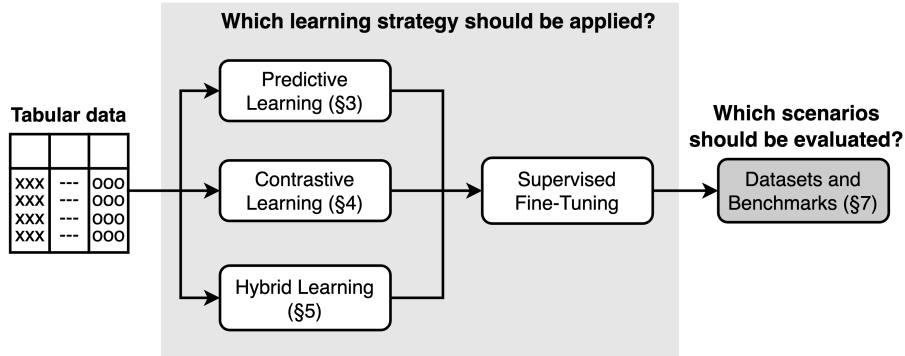 Which learning strategy should be applied?
Predictive
Learning (§3)
Tabular data
Which scenarios
should be evaluated?
xxx --- ooo
xxx --- ooo
xxx --- ooo
xxx --- ooo
Contrastive
Learning (§4)
Supervised
Fine-Tuning
Datasets and
Benchmarks (§7)
Hybrid Learning
(§5)